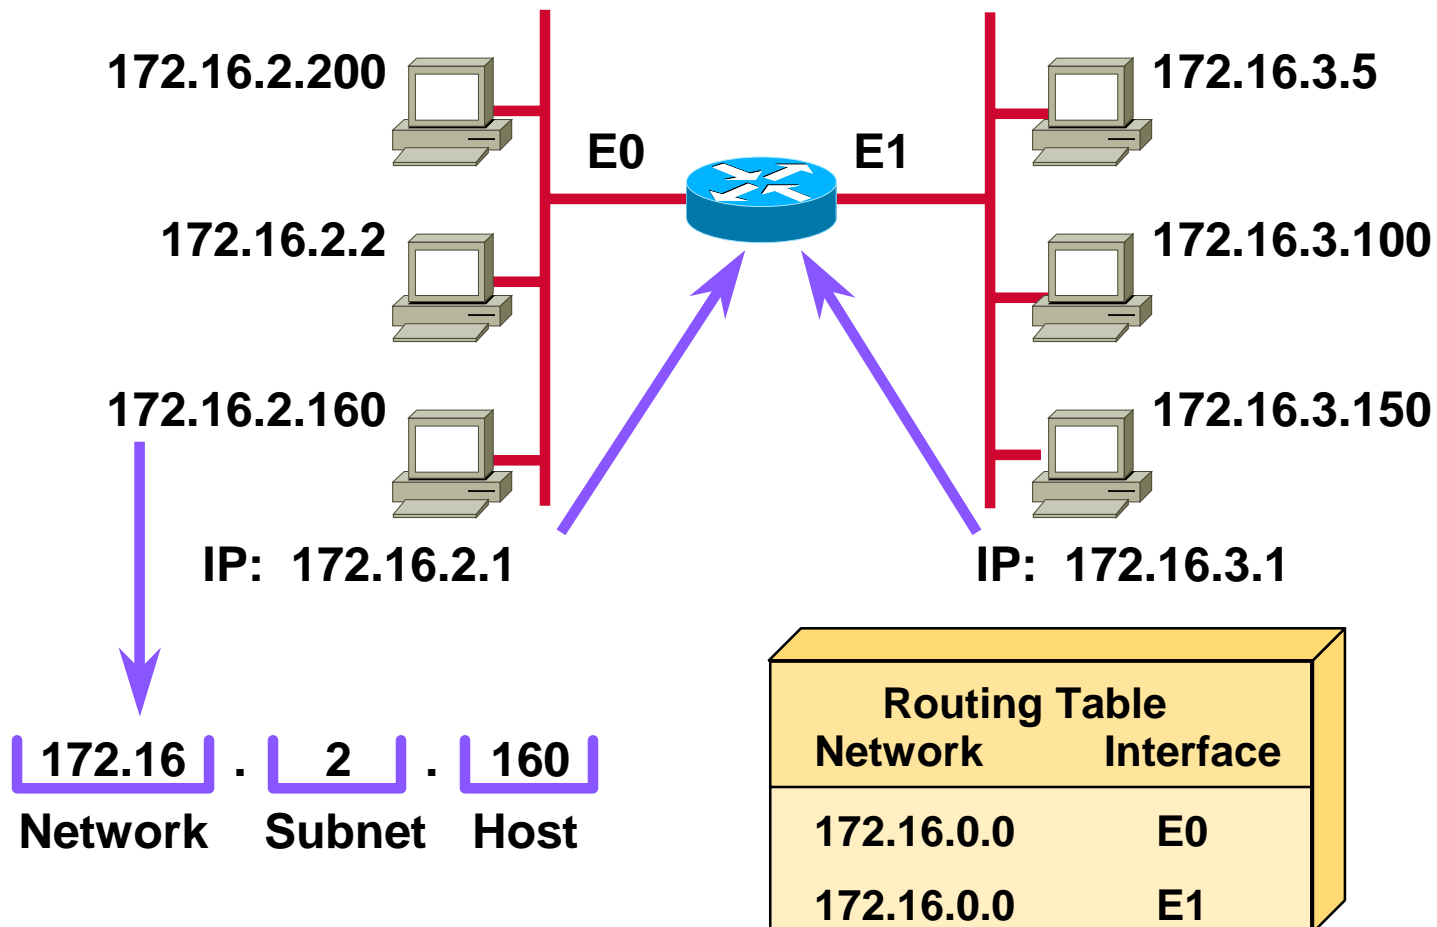 172.16.2.200
172.16.3.5
E0
E1
172.16.2.2
172.16.3.100
172.16.2.160
172.16.3.150
IP: 172.16.2.1
IP: 172.16.3.1
172.16 . 2 . 160
Network Subnet Host
Routing Table
Network Interface
172.16.0.0 E0
172.16.0.0 E1